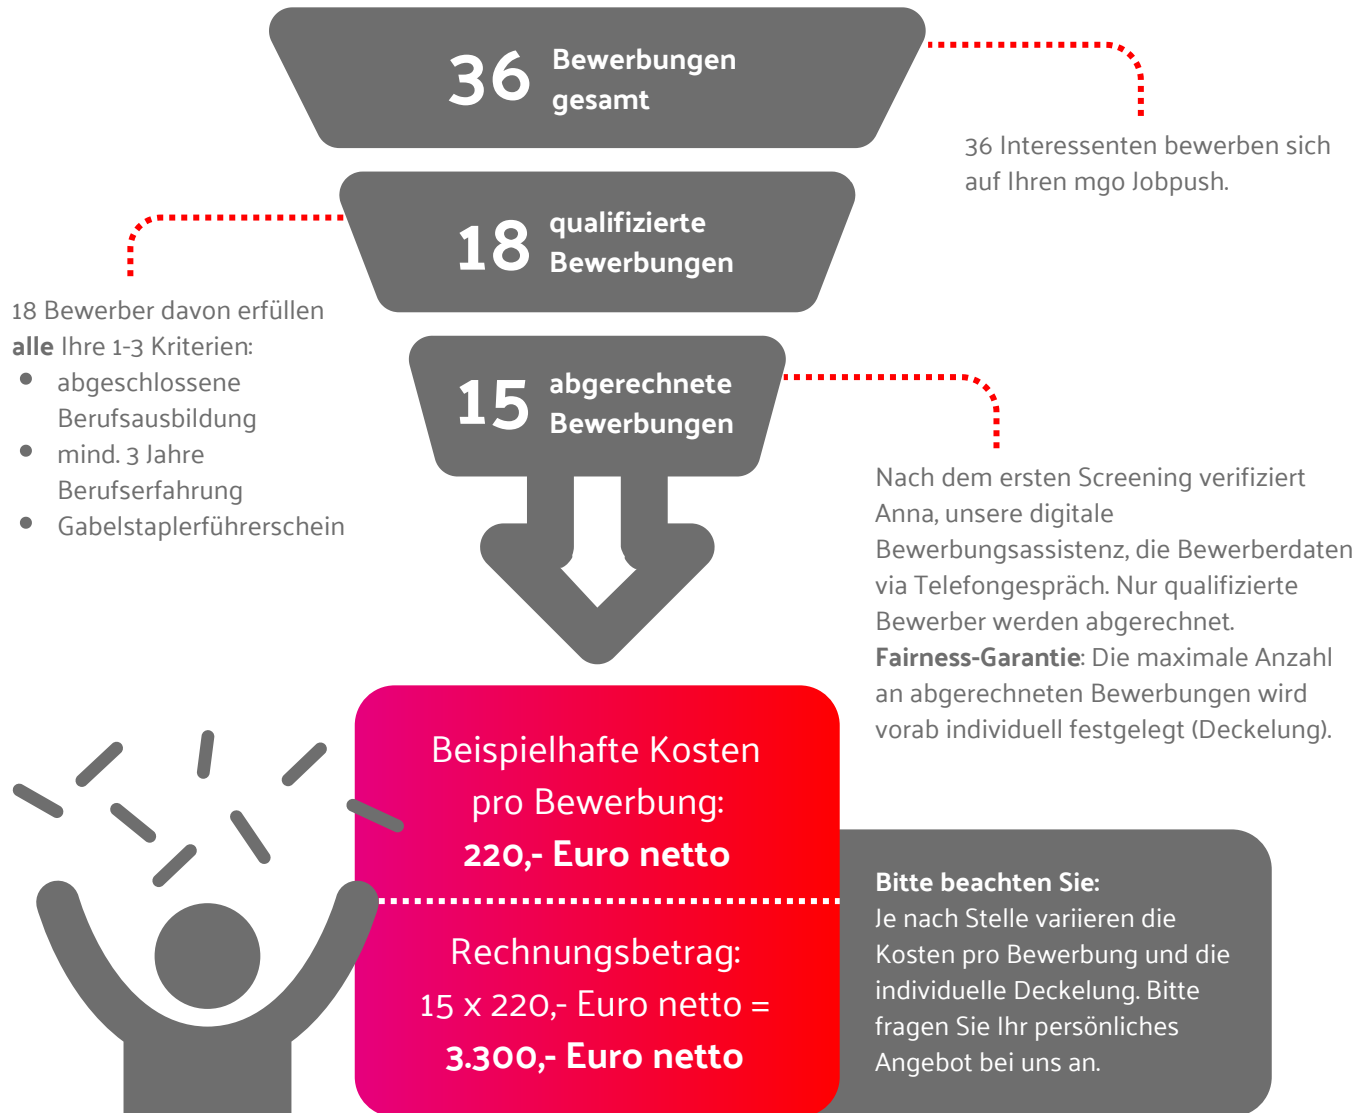 36 Bewerbungen
gesamt
36 Interessenten bewerben sich
auf Ihren mgo Jobpush.
18 qualifizierte
Bewerbungen
18 Bewerber davon erfüllen
alle Ihre 1-3 Kriterien:
• abgeschlossene
Berufsausbildung
• mind. 3 Jahre
Berufserfahrung
• Gabelstaplerführerschein
15 abgerechnete
Bewerbungen
Nach dem ersten Screening verifiziert
Anna, unsere digitale
Bewerbungsassistenz, die Bewerberdaten
via Telefongespräch. Nur qualifizierte
Bewerber werden abgerechnet.
Fairness-Garantie: Die maximale Anzahl
an abgerechneten Bewerbungen wird
vorab individuell festgelegt (Deckelung).
Beispielhafte Kosten
pro Bewerbung:
220,- Euro netto
Rechnungsbetrag:
15 x 220,- Euro netto =
3.300,- Euro netto
Bitte beachten Sie:
Je nach Stelle variieren die
Kosten pro Bewerbung und die
individuelle Deckelung. Bitte
fragen Sie Ihr persönliches
Angebot bei uns an.